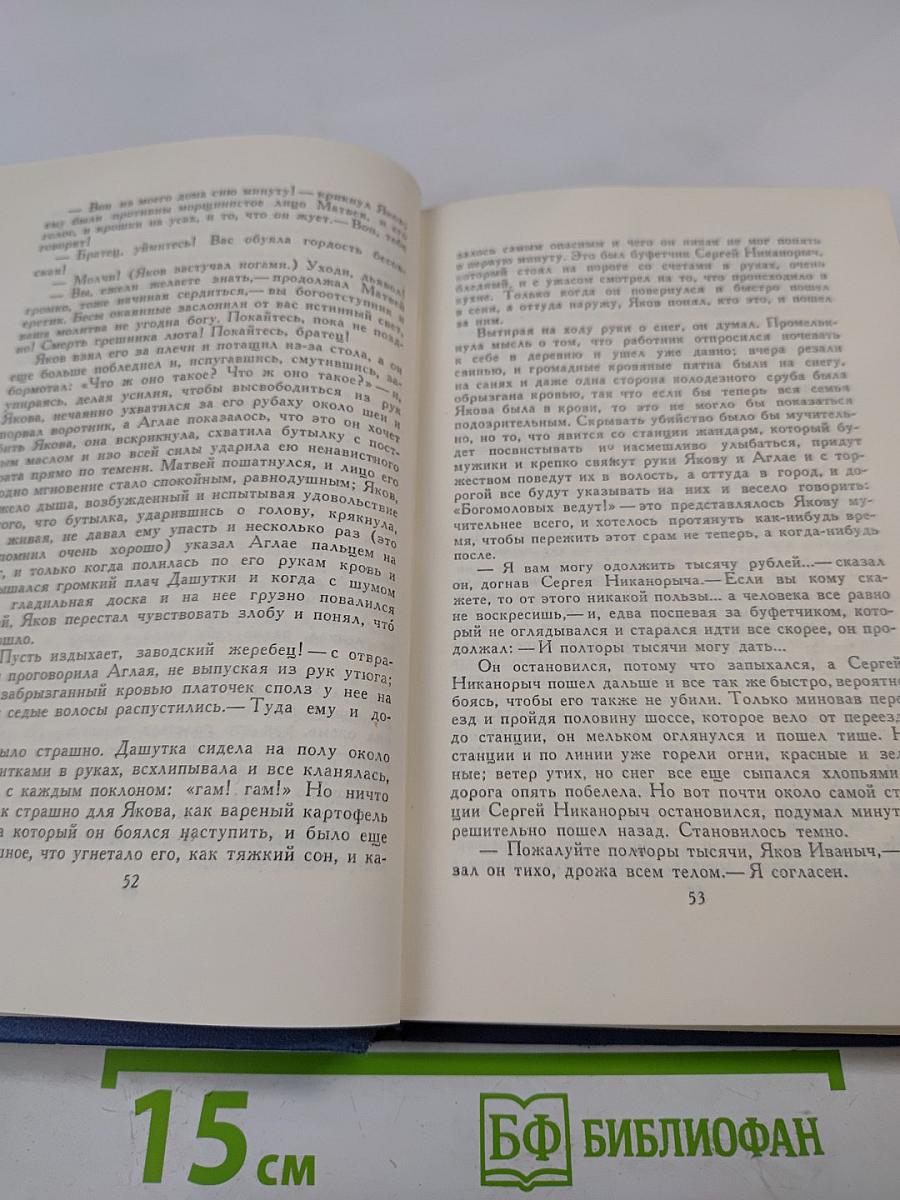 — Вон из моего дома сию минуту! — крикнул Яков;
ему были противны морщинистое лицо Матвея, и его
голос, и крошки на усах, и то, что он жует.— Вон, тебе
говорят!
— Братец, уймитесь! Вас обуяла гордость бесов-
ская!
— Молчи! (Яков застучал ногами.) Уходи, дьявол!
— Вы, ежели желаете знать,— продолжал Матвей
громко, тоже начиная сердиться,— вы богоотступник и
еретик. Бесы окаянные заслонили от вас истинный свет,
ваша молитва не угодна богу. Покайтесь, пока не позд-
но! Смерть грешника люта! Покайтесь, братец!
Яков взял его за плечи и потащил из-за стола, а он
еще больше побледнел и, испугавшись, смутившись, за-
бормотал: «Что ж оно такое? Что ж оно такое?» — и,
упираясь, делая усилия, чтобы высвободиться из рук
Якова, нечаянно ухватился за его рубаху около шеи и
порвал воротник, а Аглае показалось, что это он хочет
бить Якова, она вскрикнула, схватила бутылку с пост-
ым маслом и изо всей силы ударила ею ненавистного
рата прямо по темени. Матвей пошатнулся, и лицо его
одно мгновение стало спокойным, равнодушным; Яков,
жело дыша, возбужденный и испытывая удовольствие
ого, что бутылка, ударившись о голову, крякнула,
живая, не давал ему упасть и несколько раз (это
помнил очень хорошо) указал Аглае пальцем на
г, и только когда полилась по его рукам кровь и
ышался громкий плач Дашутки и когда с шумом
гладильная доска и на нее грузно повалился
й, Яков перестал чувствовать злобу и понял, что
ошло.
Пусть издыхает, заводский жеребец! — с отвра-
проговорила Аглая, не выпуская из рук утюга;
забрызганный кровью платочек сполз у нее на
седые волосы распустились.— Туда ему и до-
ыло страшно. Дашутка сидела на полу около
итками в руках, всхлипывала и все кланялась,
с каждым поклоном: «гам! гам!» Но ничто
к страшно для Якова, как вареный картофель
а который он боялся наступить, и было еще
шное, что угнетало его, как тяжкий сон, и ка-
52
залось самым опасным и чего он никак не мог понять
в первую минуту. Это был буфетчик Сергей Никанорыч,
который стоял на пороге со счетами в руках, очень
бледный, и с ужасом смотрел на то, что происходило в
кухне. Только когда он повернулся и быстро пошел
в сени, а оттуда наружу, Яков понял, кто это, и пошел
за ним.
Вытирая на ходу руки о снег, он думал. Промельк-
нула мысль о том, что работник отпросился ночевать
к себе в деревню и ушел уже давно; вчера резали
свинью, и громадные кровяные пятна были на снегу,
на санях и даже одна сторона колодезного сруба была
обрызгана кровью, так что если бы теперь вся семья
Якова была в крови, то это не могло бы показаться
подозрительным. Скрывать убийство было бы мучитель-
но, но то, что явится со станции жандарм, который бу-
дет посвистывать и насмешливо улыбаться, придут
мужики и крепко свяжут руки Якову и Аглае и с тор-
жеством поведут их в волость, а оттуда в город, и до-
рогой все будут указывать на них и весело говорить:
«Богомоловых ведут!» — это представлялось Якову му-
чительнее всего, и хотелось протянуть как-нибудь вре-
мя, чтобы пережить этот срам не теперь, а когда-нибудь
после.
— Я вам могу одолжить тысячу рублей...— сказал
он, догнав Сергея Никанорыча.— Если вы кому ска-
жете, то от этого никакой пользы... а человека все равно
не воскресишь,— и, едва поспевая за буфетчиком, кото-
рый не оглядывался и старался идти все скорее, он про-
должал: — И полторы тысячи могу дать...
Он остановился, потому что запыхался, а Сергей
Никанорыч пошел дальше и все так же быстро, вероятно
боясь, чтобы его также не убили. Только миновав пере
езд и пройдя половину шоссе, которое вело от переезд
до станции, он мельком оглянулся и пошел тише. Н
станции и по линии уже горели огни, красные и зел
ные; ветер утих, но снег все еще сыпался хлопьями
дорога опять побелела. Но вот почти около самой ст
ции Сергей Никанорыч остановился, подумал минут
решительно пошел назад. Становилось темно.
— Пожалуйте полторы тысячи, Яков Иваныч,—
зал он тихо, дрожа всем телом.— Я согласен.
53
15 см
БФ БИБЛИОФАН